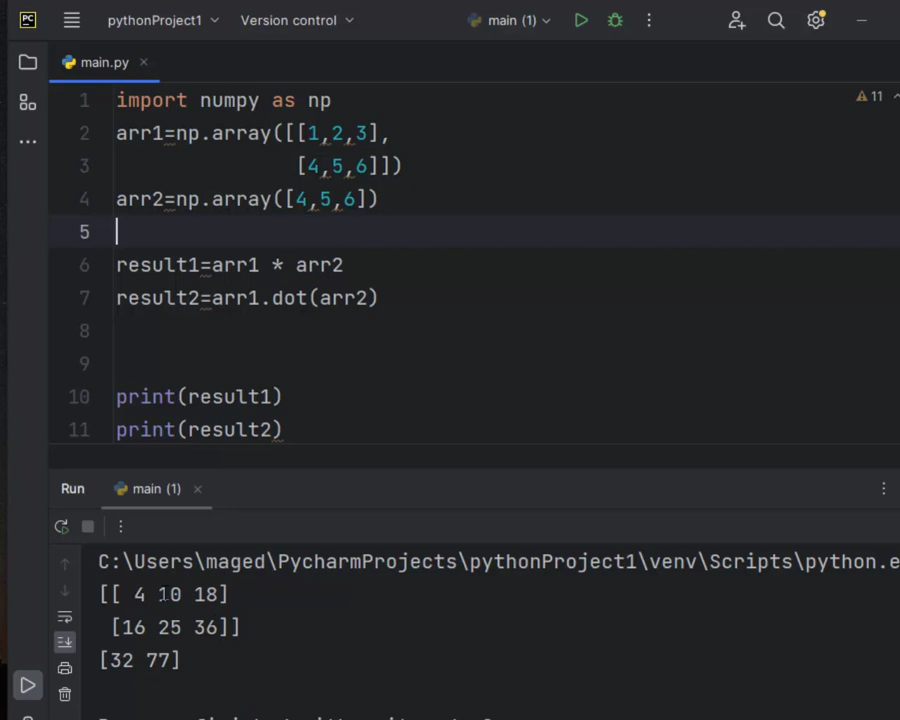 PC pythonProject1 Version control main (1)
main.py
1 import numpy as np
11
2 arr1=np.array([[1,2,3],
3 [4,5,6]])
4 arr2=np.array([4,5,6])
5
6 result1=arr1 * arr2
7 result2=arr1.dot(arr2)
8
9
10 print(result1)
11 print(result2)
Run main (1)
C:\Users\maged\PycharmProjects\pythonProject1\venv\Scripts\python.e
[[ 4 10 18]
[16 25 36]]
[32 77]